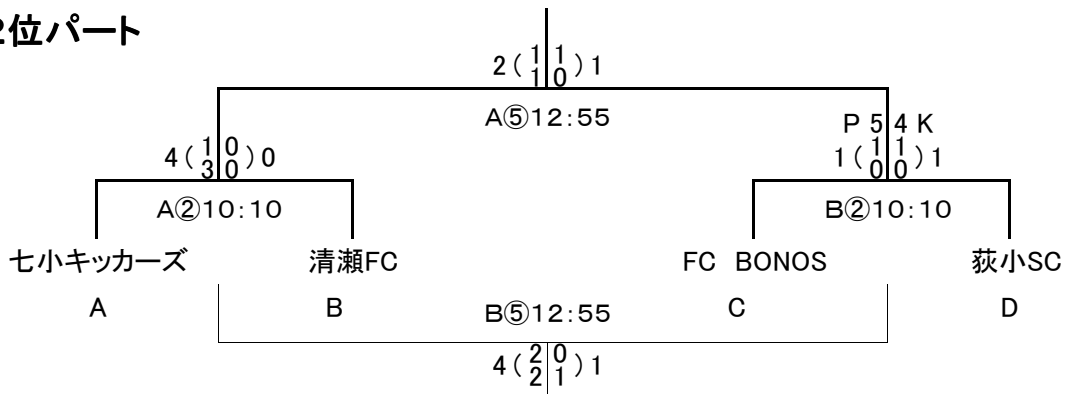 2位パート
2(1 1)1
1 0
A⑤12:55
P 5 4 K
4(1 0)0
3 0
1(1 1)1
0 0
A②10:10
B②10:10
七小キッカーズ 清瀬FC FC BONOS 荻小SC
A B C D
B⑤12:55
4(2 0)1
2 1